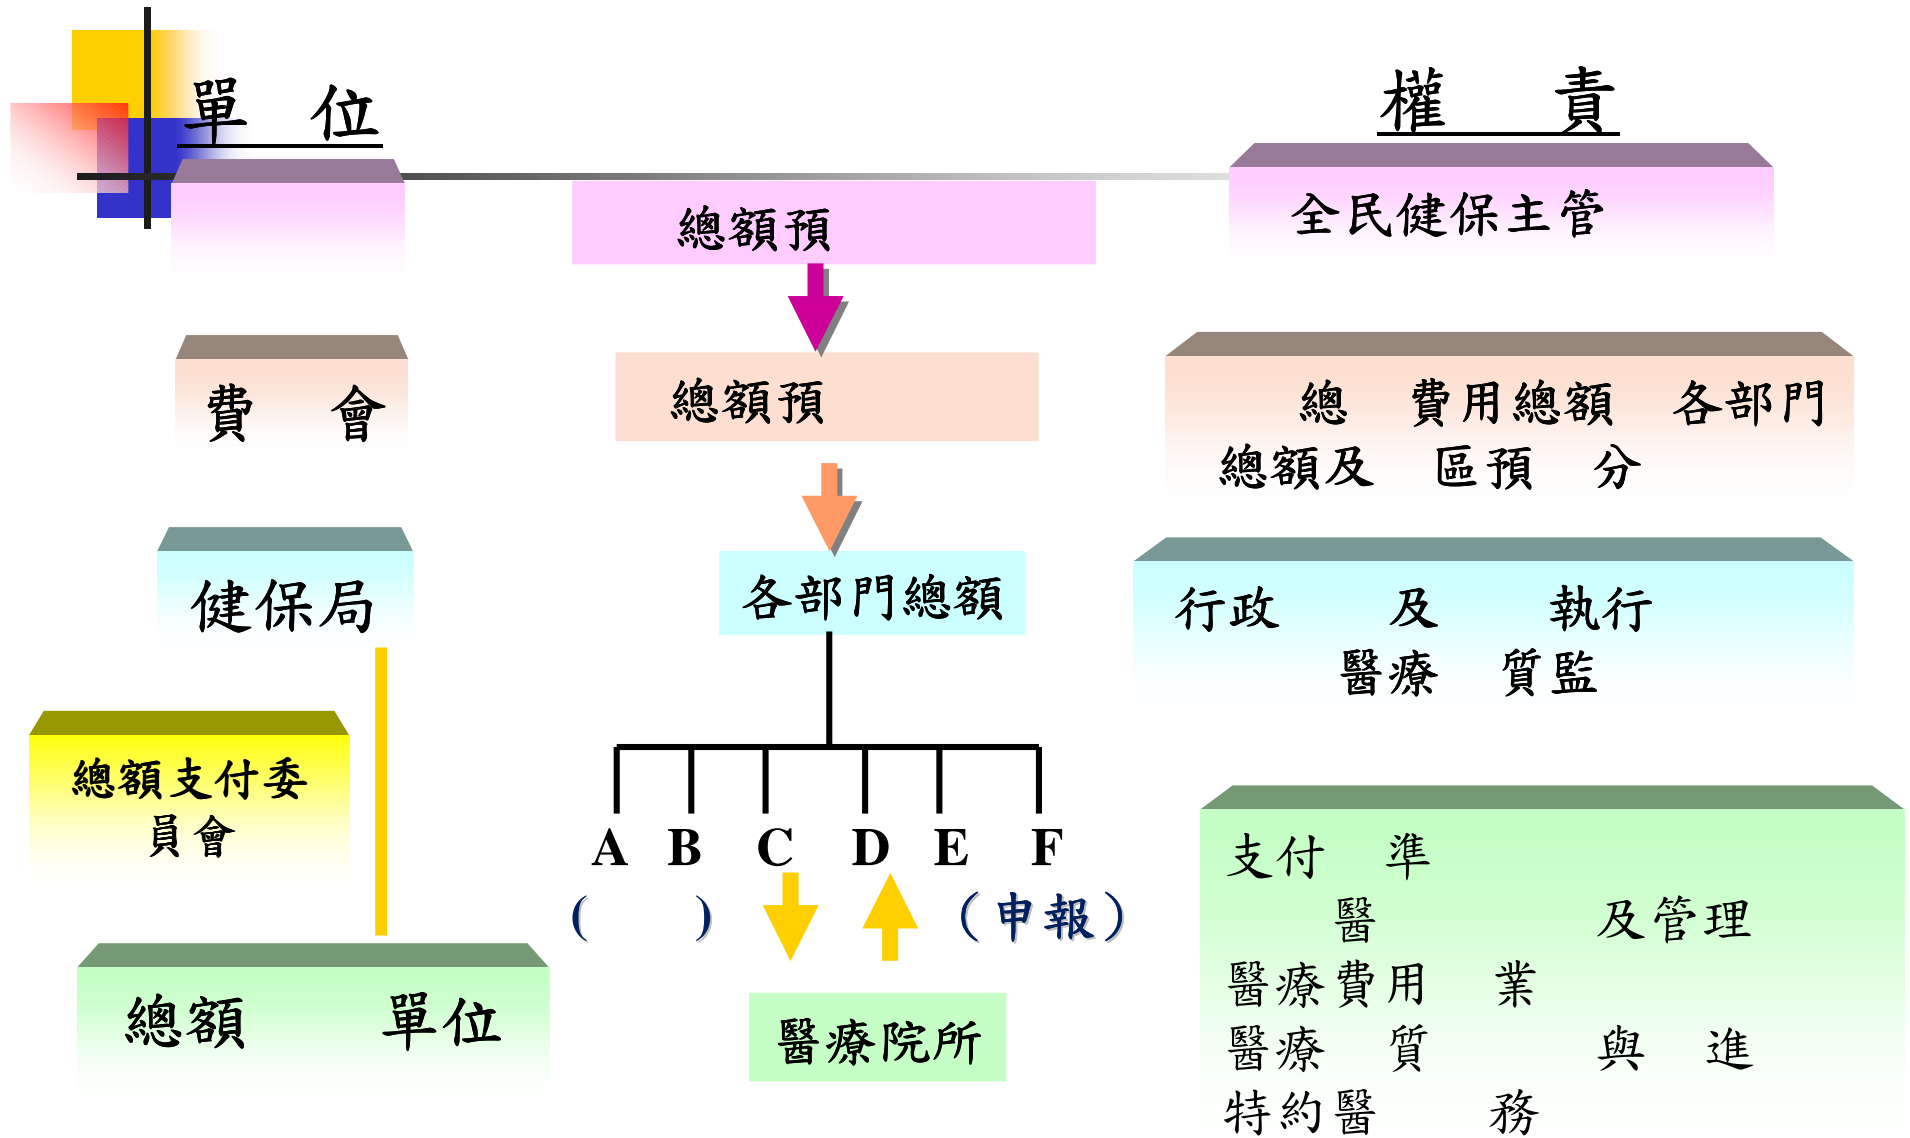 單 位
權 責
總額預
全民健保主管
費 會
總額預
總 費用總額 各部門
總額及 區預 分
健保局
各部門總額
行政 及 執行
醫療 質監
總額支付委
員會
A B C D E F
( )
（申報）
總額 單位
醫療院所
支付 準
醫 及管理
醫療費用 業
醫療 質 與 進
特約醫 務